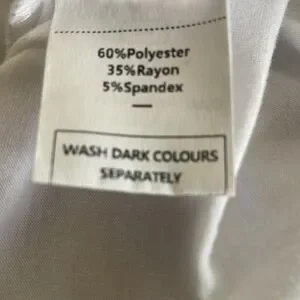 60%Polyester
35%Rayon
5%Spandex
WASH DARK COLOURS
SEPARATELY